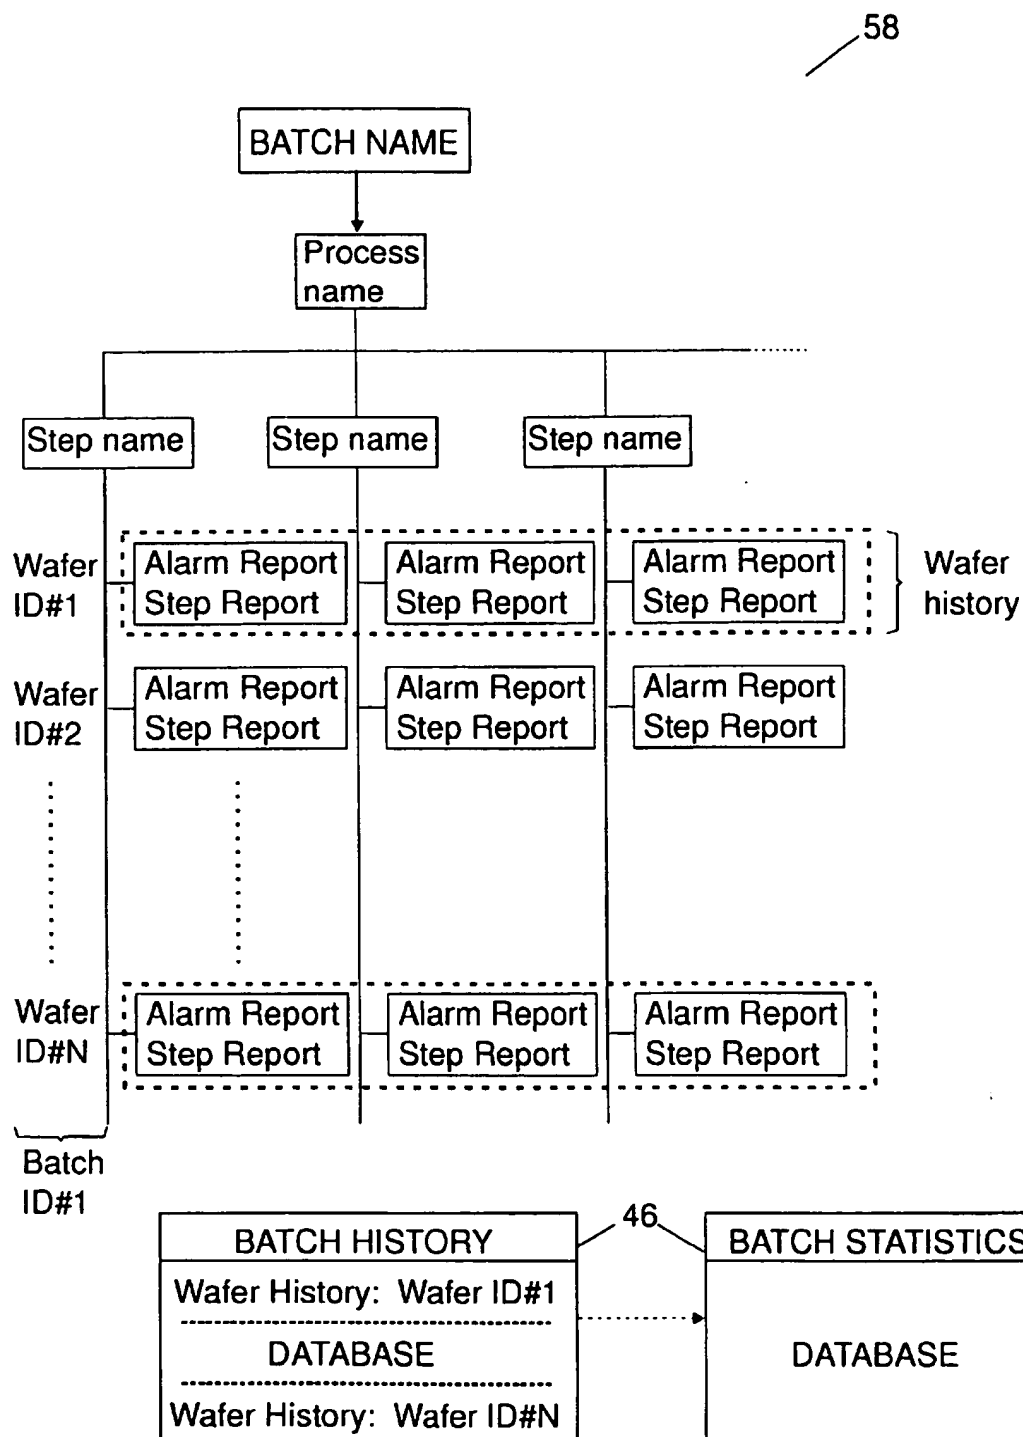 58
BATCH NAME
Process
name
Step name
Step name
Step name
Wafer
ID#1
Alarm Report
Step Report
Alarm Report
Step Report
Alarm Report
Step Report
Wafer
history
Wafer
ID#2
Alarm Report
Step Report
Alarm Report
Step Report
Alarm Report
Step Report
Wafer
ID#N
Alarm Report
Step Report
Alarm Report
Step Report
Alarm Report
Step Report
Batch
ID#1
46
BATCH HISTORY
Wafer History: Wafer ID#1
DATABASE
Wafer History: Wafer ID#N
BATCH STATISTICS
DATABASE